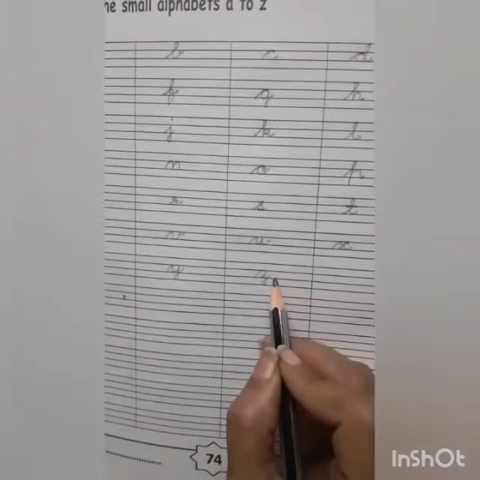 he small alphabets a to z
b c d
f g h
j k l
n o p
r s t
v w x
y z
74
InShOt